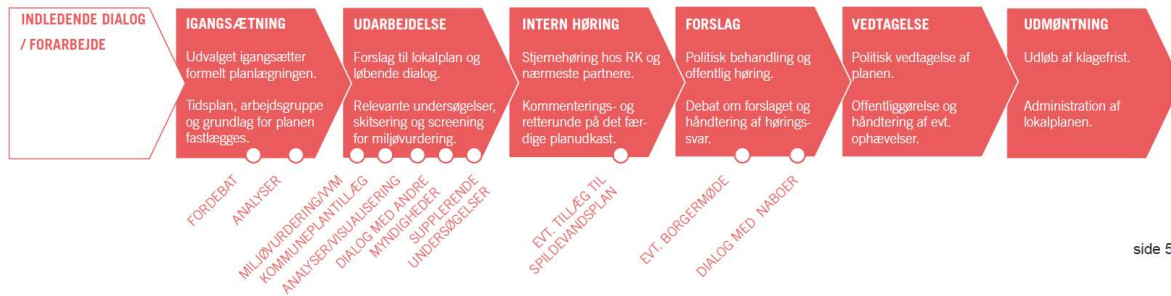 INDLEDENDE DIALOG
/ FORARBEJDE
IGANGSÆTNING
Udvalget igangsætter
formelt planlægningen.
Tidsplan, arbejdsgruppe
og grundlag for planen
fastlægges.
UDARBEJDELSE
Forslag til lokalplan og
løbende dialog.
Relevante undersøgelser,
skitsering og screening
for miljøvurdering.
INTERN HØRING
Stjernehøring hos RK og
nærmeste partnere.
Kommenterings- og
retterunde på det fær-
dige planudkast.
FORSLAG
Politisk behandling og
offentlig høring.
Debat om forslaget og
håndtering af hørings-
svar.
VEDTAGELSE
Politisk vedtagelse af
planen.
Offentliggørelse og
håndtering af evt.
ophævelser.
UDMØNTNING
Udløb af klagefrist.
Administration af
lokalplanen.
FORDEBAT
ANALYSER
MILJØVURDERING/VVM
KOMMUNEPLANTILLÆG
ANALYSER/VISUALISERING
DIALOG MED ANDRE
MYNDIGHEDER
SUPPLERENDE
UNDERSØGELSER
EVT. TILLÆG TIL
SPILDEVANDSPLAN
EVT. BORGERMØDE
DIALOG MED NABOER
side 5